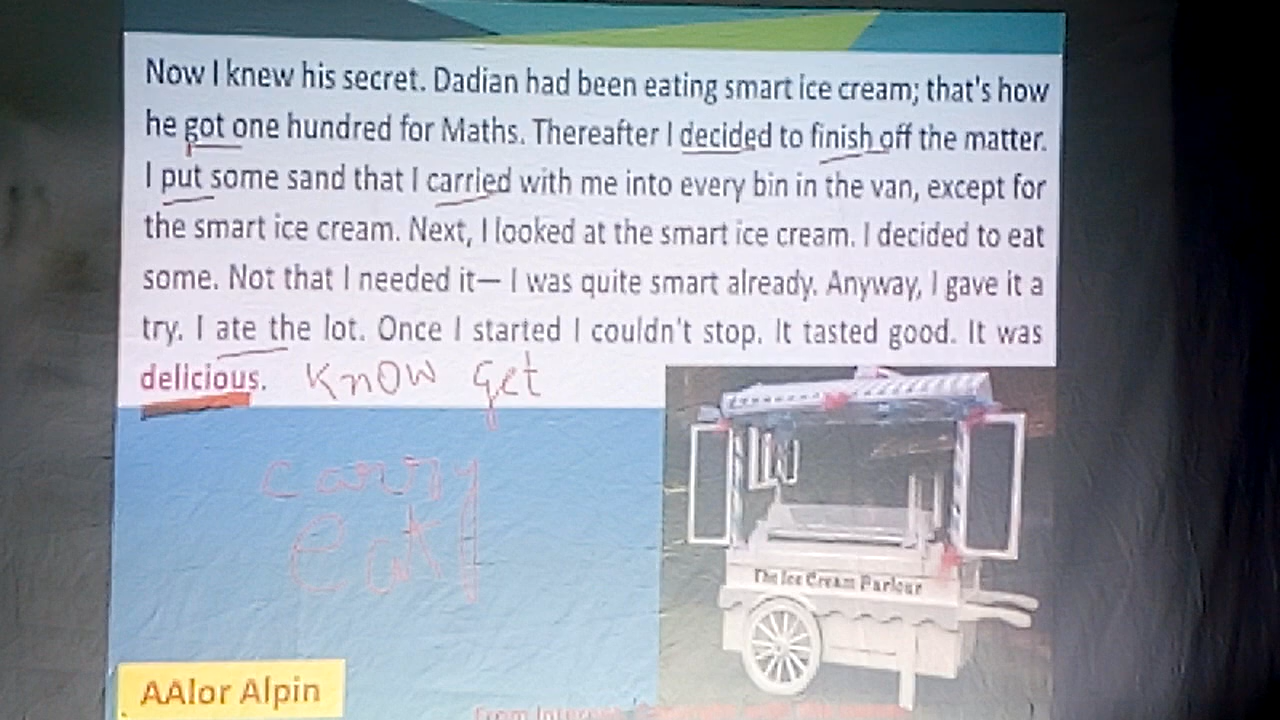 Now I knew his secret. Dadian had been eating smart ice cream; that's how
he got one hundred for Maths. Thereafter I decided to finish off the matter.
I put some sand that I carried with me into every bin in the van, except for
the smart ice cream. Next, I looked at the smart ice cream. I decided to eat
some. Not that I needed it— I was quite smart already. Anyway, I gave it a
try. I ate the lot. Once I started I couldn't stop. It tasted good. It was
delicious. Know Get
carry
eat
The Ice Cream Parlour
AAlor Alpin
From